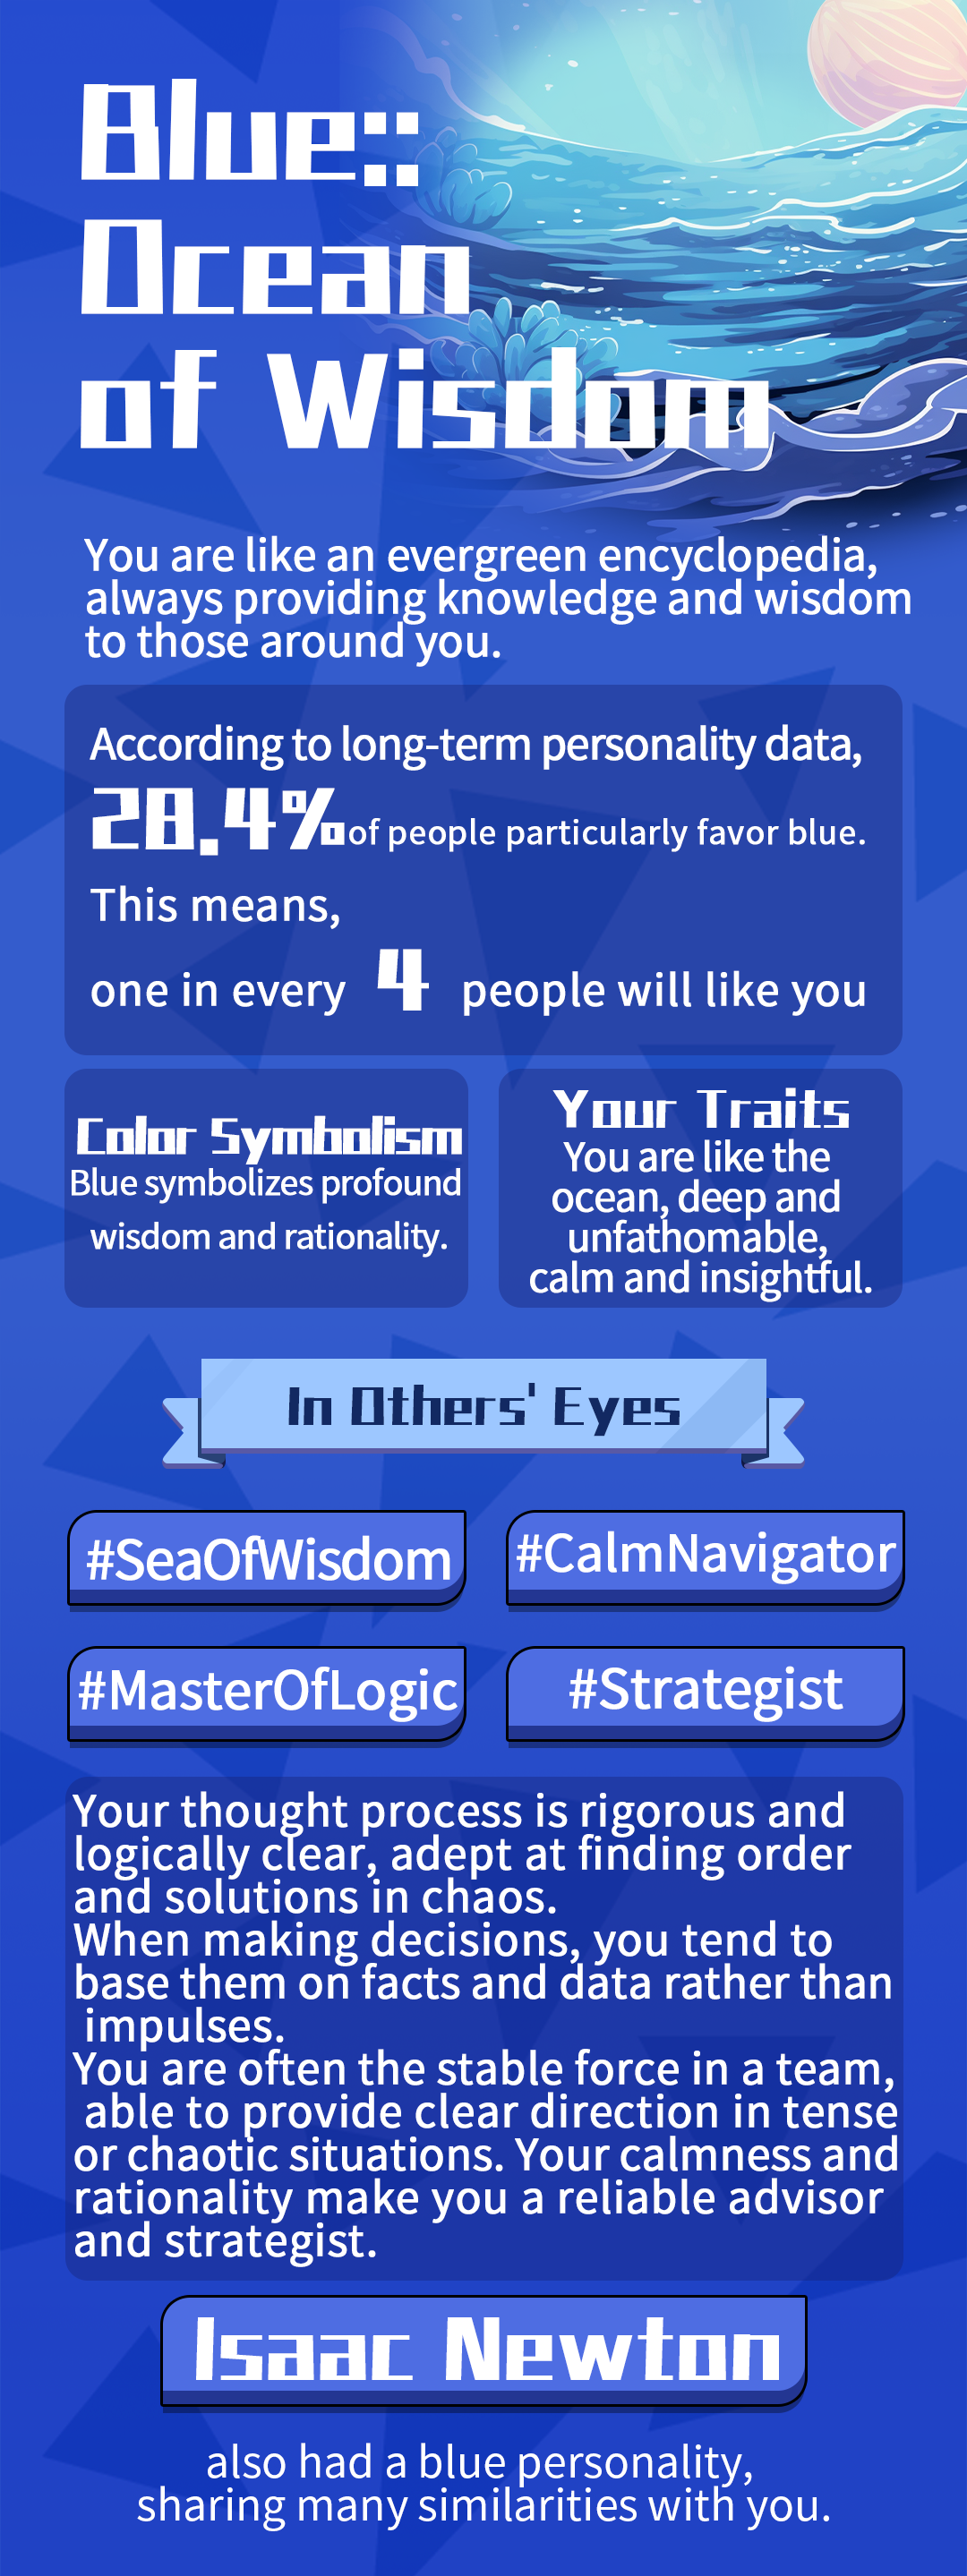 Blue::
Ocean
of Wisdom
You are like an evergreen encyclopedia,
always providing knowledge and wisdom
to those around you.
According to long-term personality data,
28.4% of people particularly favor blue.
This means,
one in every 4 people will like you
Color Symbolism
Blue symbolizes profound
wisdom and rationality.
Your Traits
You are like the
ocean, deep and
unfathomable,
calm and insightful.
In Others' Eyes
#SeaOfWisdom
#CalmNavigator
#MasterOfLogic
#Strategist
Your thought process is rigorous and
logically clear, adept at finding order
and solutions in chaos.
When making decisions, you tend to
base them on facts and data rather than
impulses.
You are often the stable force in a team,
able to provide clear direction in tense
or chaotic situations. Your calmness and
rationality make you a reliable advisor
and strategist.
Isaac Newton
also had a blue personality,
sharing many similarities with you.